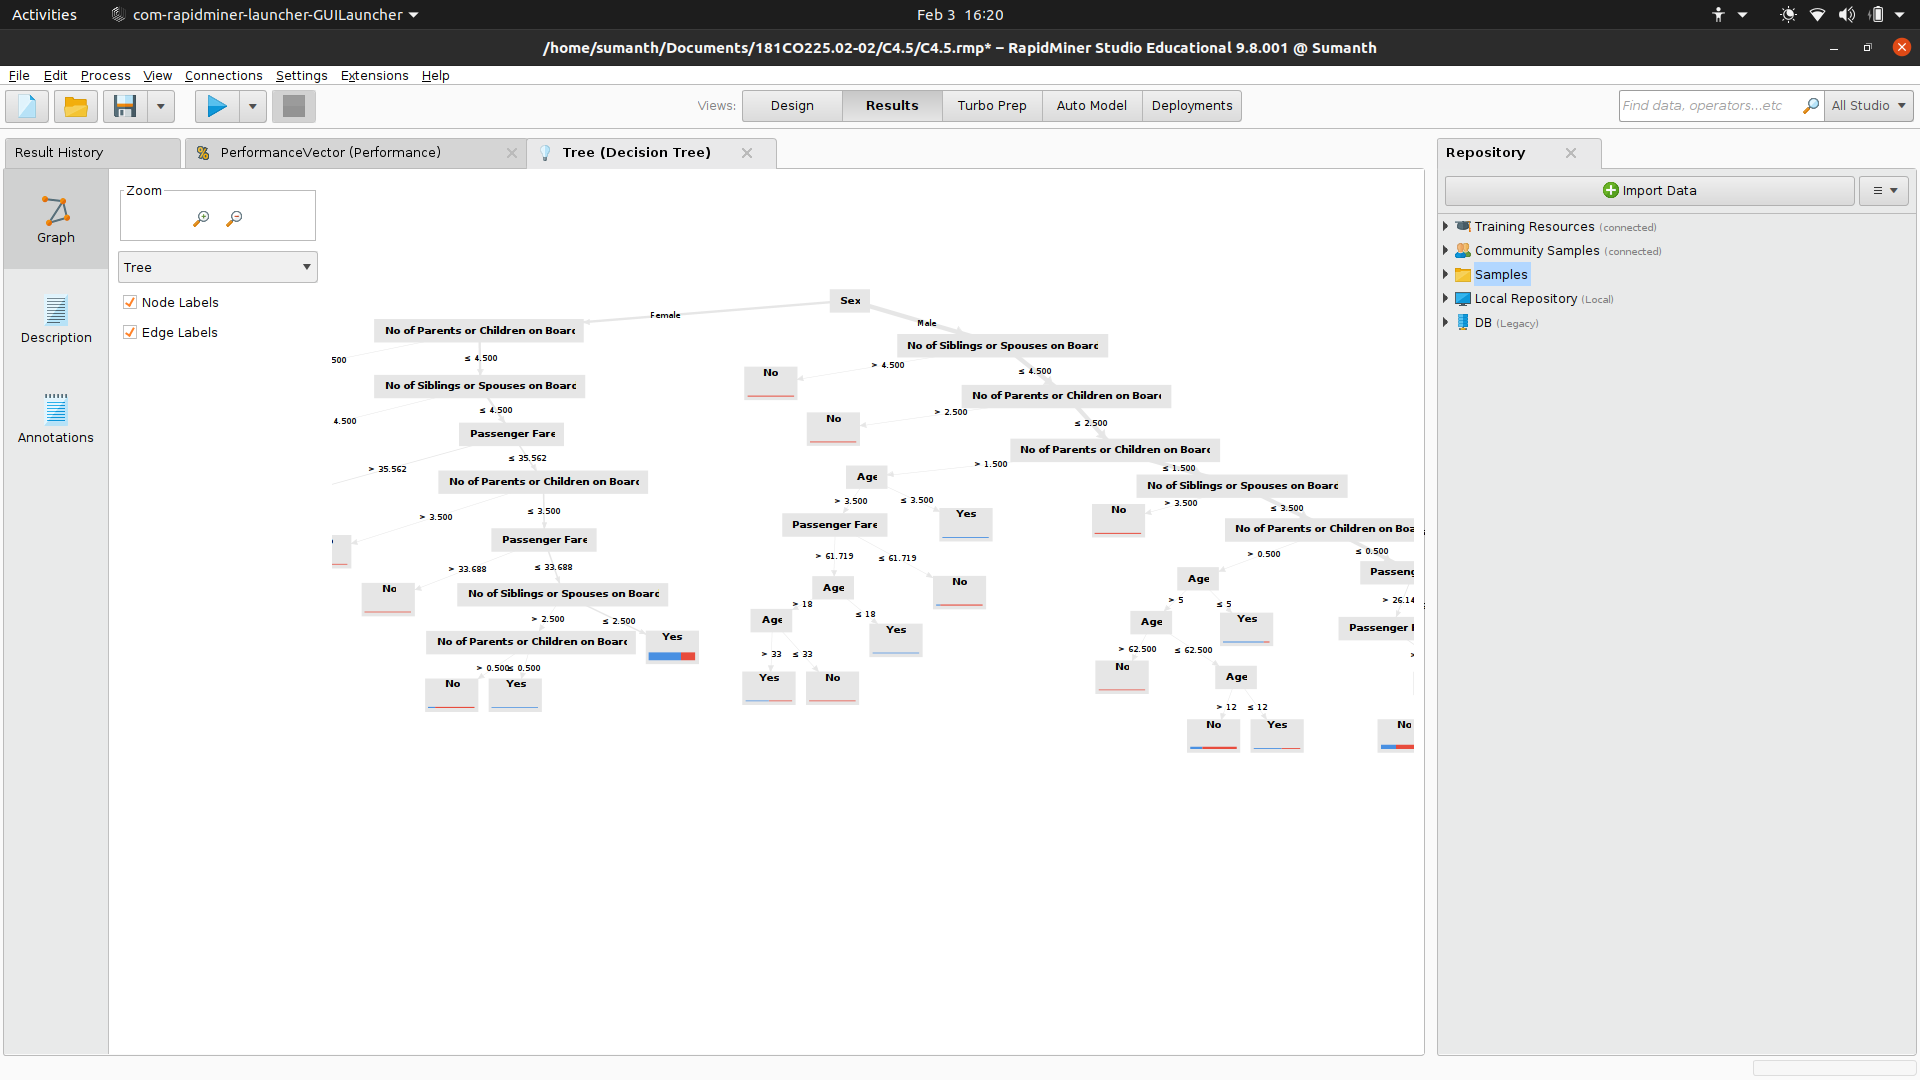 Activities
com-rapidminer-launcher-GUILauncher
Feb 3 16:20
/home/sumanth/Documents/181CO225.02-02/C4.5/C4.5.rmp* – RapidMiner Studio Educational 9.8.001 @ Sumanth
File Edit Process View Connections Settings Extensions Help
Views:
Design
Results
Turbo Prep
Auto Model
Deployments
Find data, operators...etc
All Studio
Result History
PerformanceVector (Performance)
Tree (Decision Tree)
Repository
Graph
Description
Annotations
Zoom
Tree
Node Labels
Edge Labels
Import Data
Training Resources (connected)
Community Samples (connected)
Samples
Local Repository (Local)
DB (Legacy)
Sex
Female
Male
No of Parents or Children on Board
500
≤ 4.500
No of Siblings or Spouses on Board
4.500
≤ 4.500
Passenger Fare
> 35.562
≤ 35.562
No of Parents or Children on Board
> 3.500
≤ 3.500
Passenger Fare
> 33.688
≤ 33.688
No
No of Siblings or Spouses on Board
> 2.500
≤ 2.500
No of Parents or Children on Board
Yes
> 0.500
≤ 0.500
No
Yes
No of Siblings or Spouses on Board
> 4.500
≤ 4.500
No
No of Parents or Children on Board
> 2.500
≤ 2.500
No
No of Parents or Children on Board
> 1.500
≤ 1.500
Age
> 3.500
≤ 3.500
Passenger Fare
Yes
> 61.719
≤ 61.719
Age
No
> 18
≤ 18
Age
Yes
> 33
≤ 33
Yes
No
No of Siblings or Spouses on Board
> 3.500
≤ 3.500
No
No of Parents or Children on Boa
> 0.500
≤ 0.500
Age
> 5
≤ 5
Age
Yes
> 62.500
≤ 62.500
No
Age
> 12
≤ 12
No
Yes
Passeng
> 26.14
Passenger
>
No